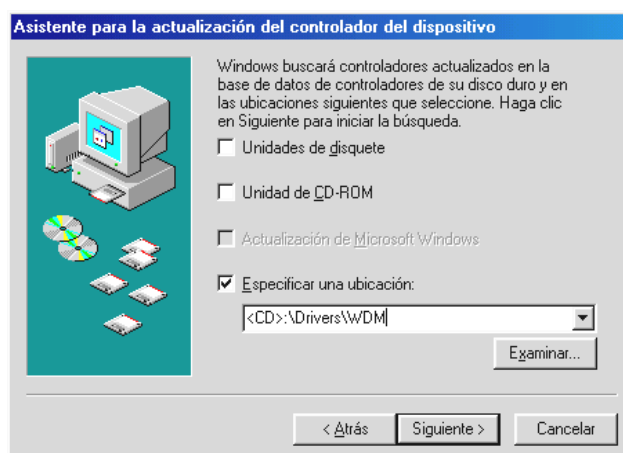 Asistente para la actualización del controlador del dispositivo
Windows buscará controladores actualizados en la
base de datos de controladores de su disco duro y en
las ubicaciones siguientes que seleccione. Haga clic
en Siguiente para iniciar la búsqueda.
Unidades de disquete
Unidad de CD-ROM
Actualización de Microsoft Windows
Especificar una ubicación:
<CD>:\Drivers\WDM
Examinar...
< Atrás Siguiente > Cancelar